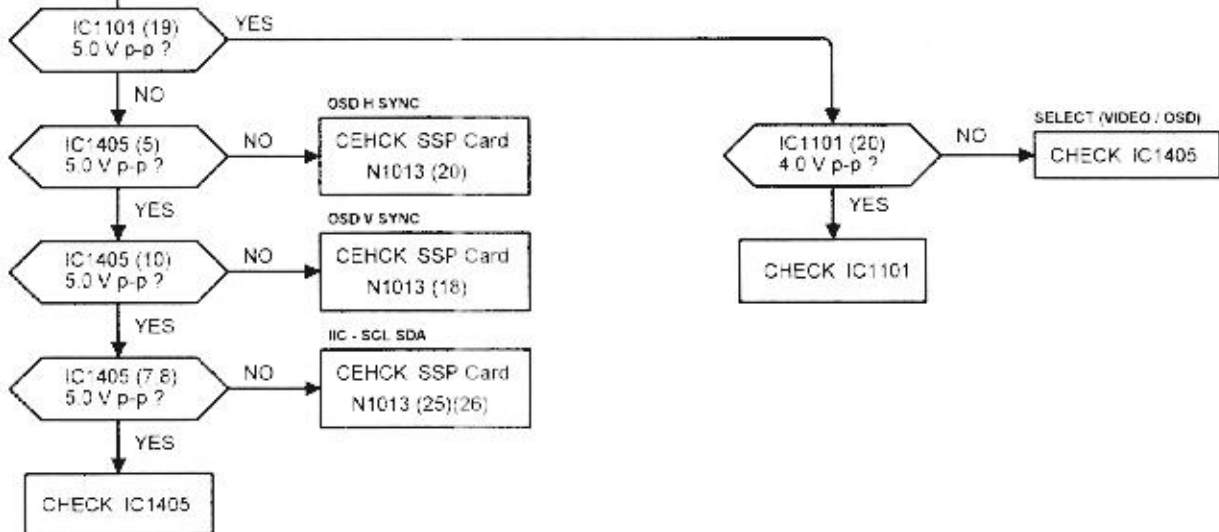 IC1101 (19)
5.0 V p-p ?
YES
NO
OSD H SYNC
IC1405 (5)
5.0 V p-p ?
NO
CEHCK SSP Card
N1013 (20)
YES
IC1101 (20)
4.0 V p-p ?
NO
SELECT (VIDEO / OSD)
CHECK IC1405
YES
CHECK IC1101
OSD V SYNC
IC1405 (10)
5.0 V p-p ?
NO
CEHCK SSP Card
N1013 (18)
YES
IIC - SCL SDA
IC1405 (7,8)
5.0 V p-p ?
NO
CEHCK SSP Card
N1013 (25)(26)
YES
CHECK IC1405